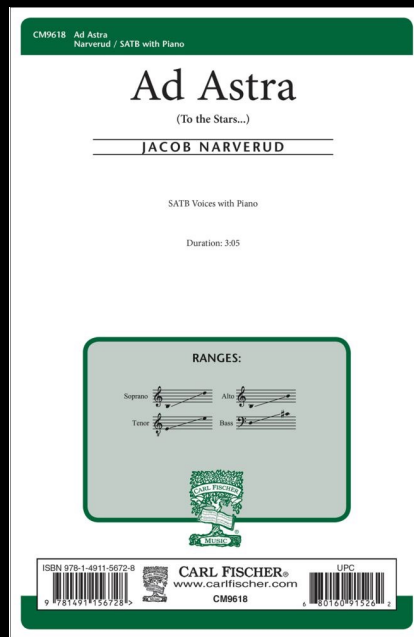 CM9618 Ad Astra
Narverud / SATB with Piano
Ad Astra
(To the Stars...)
JACOB NARVERUD
SATB Voices with Piano
Duration: 3:05
RANGES:
Soprano Alto
Tenor Bass
CARL FISCHER
MUSIC
ISBN 978-1-4911-5672-8
9 781491 156728 >
CARL FISCHER®
www.carlfischer.com
CM9618
UPC
6 80160 91526 2